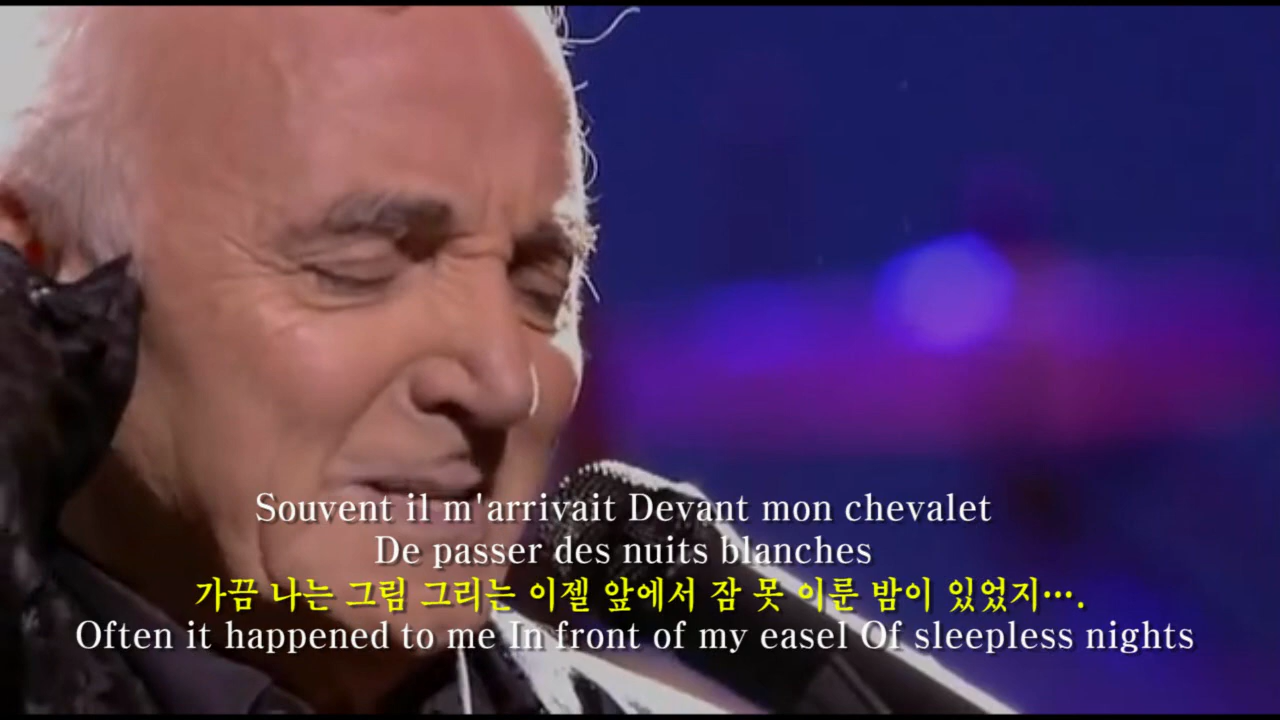 Souvent il m'arrivait Devant mon chevalet
De passer des nuits blanches
가끔 나는 그림 그리는 이젤 앞에서 잠 못 이룬 밤이 있었지….
Often it happened to me In front of my easel Of sleepless nights